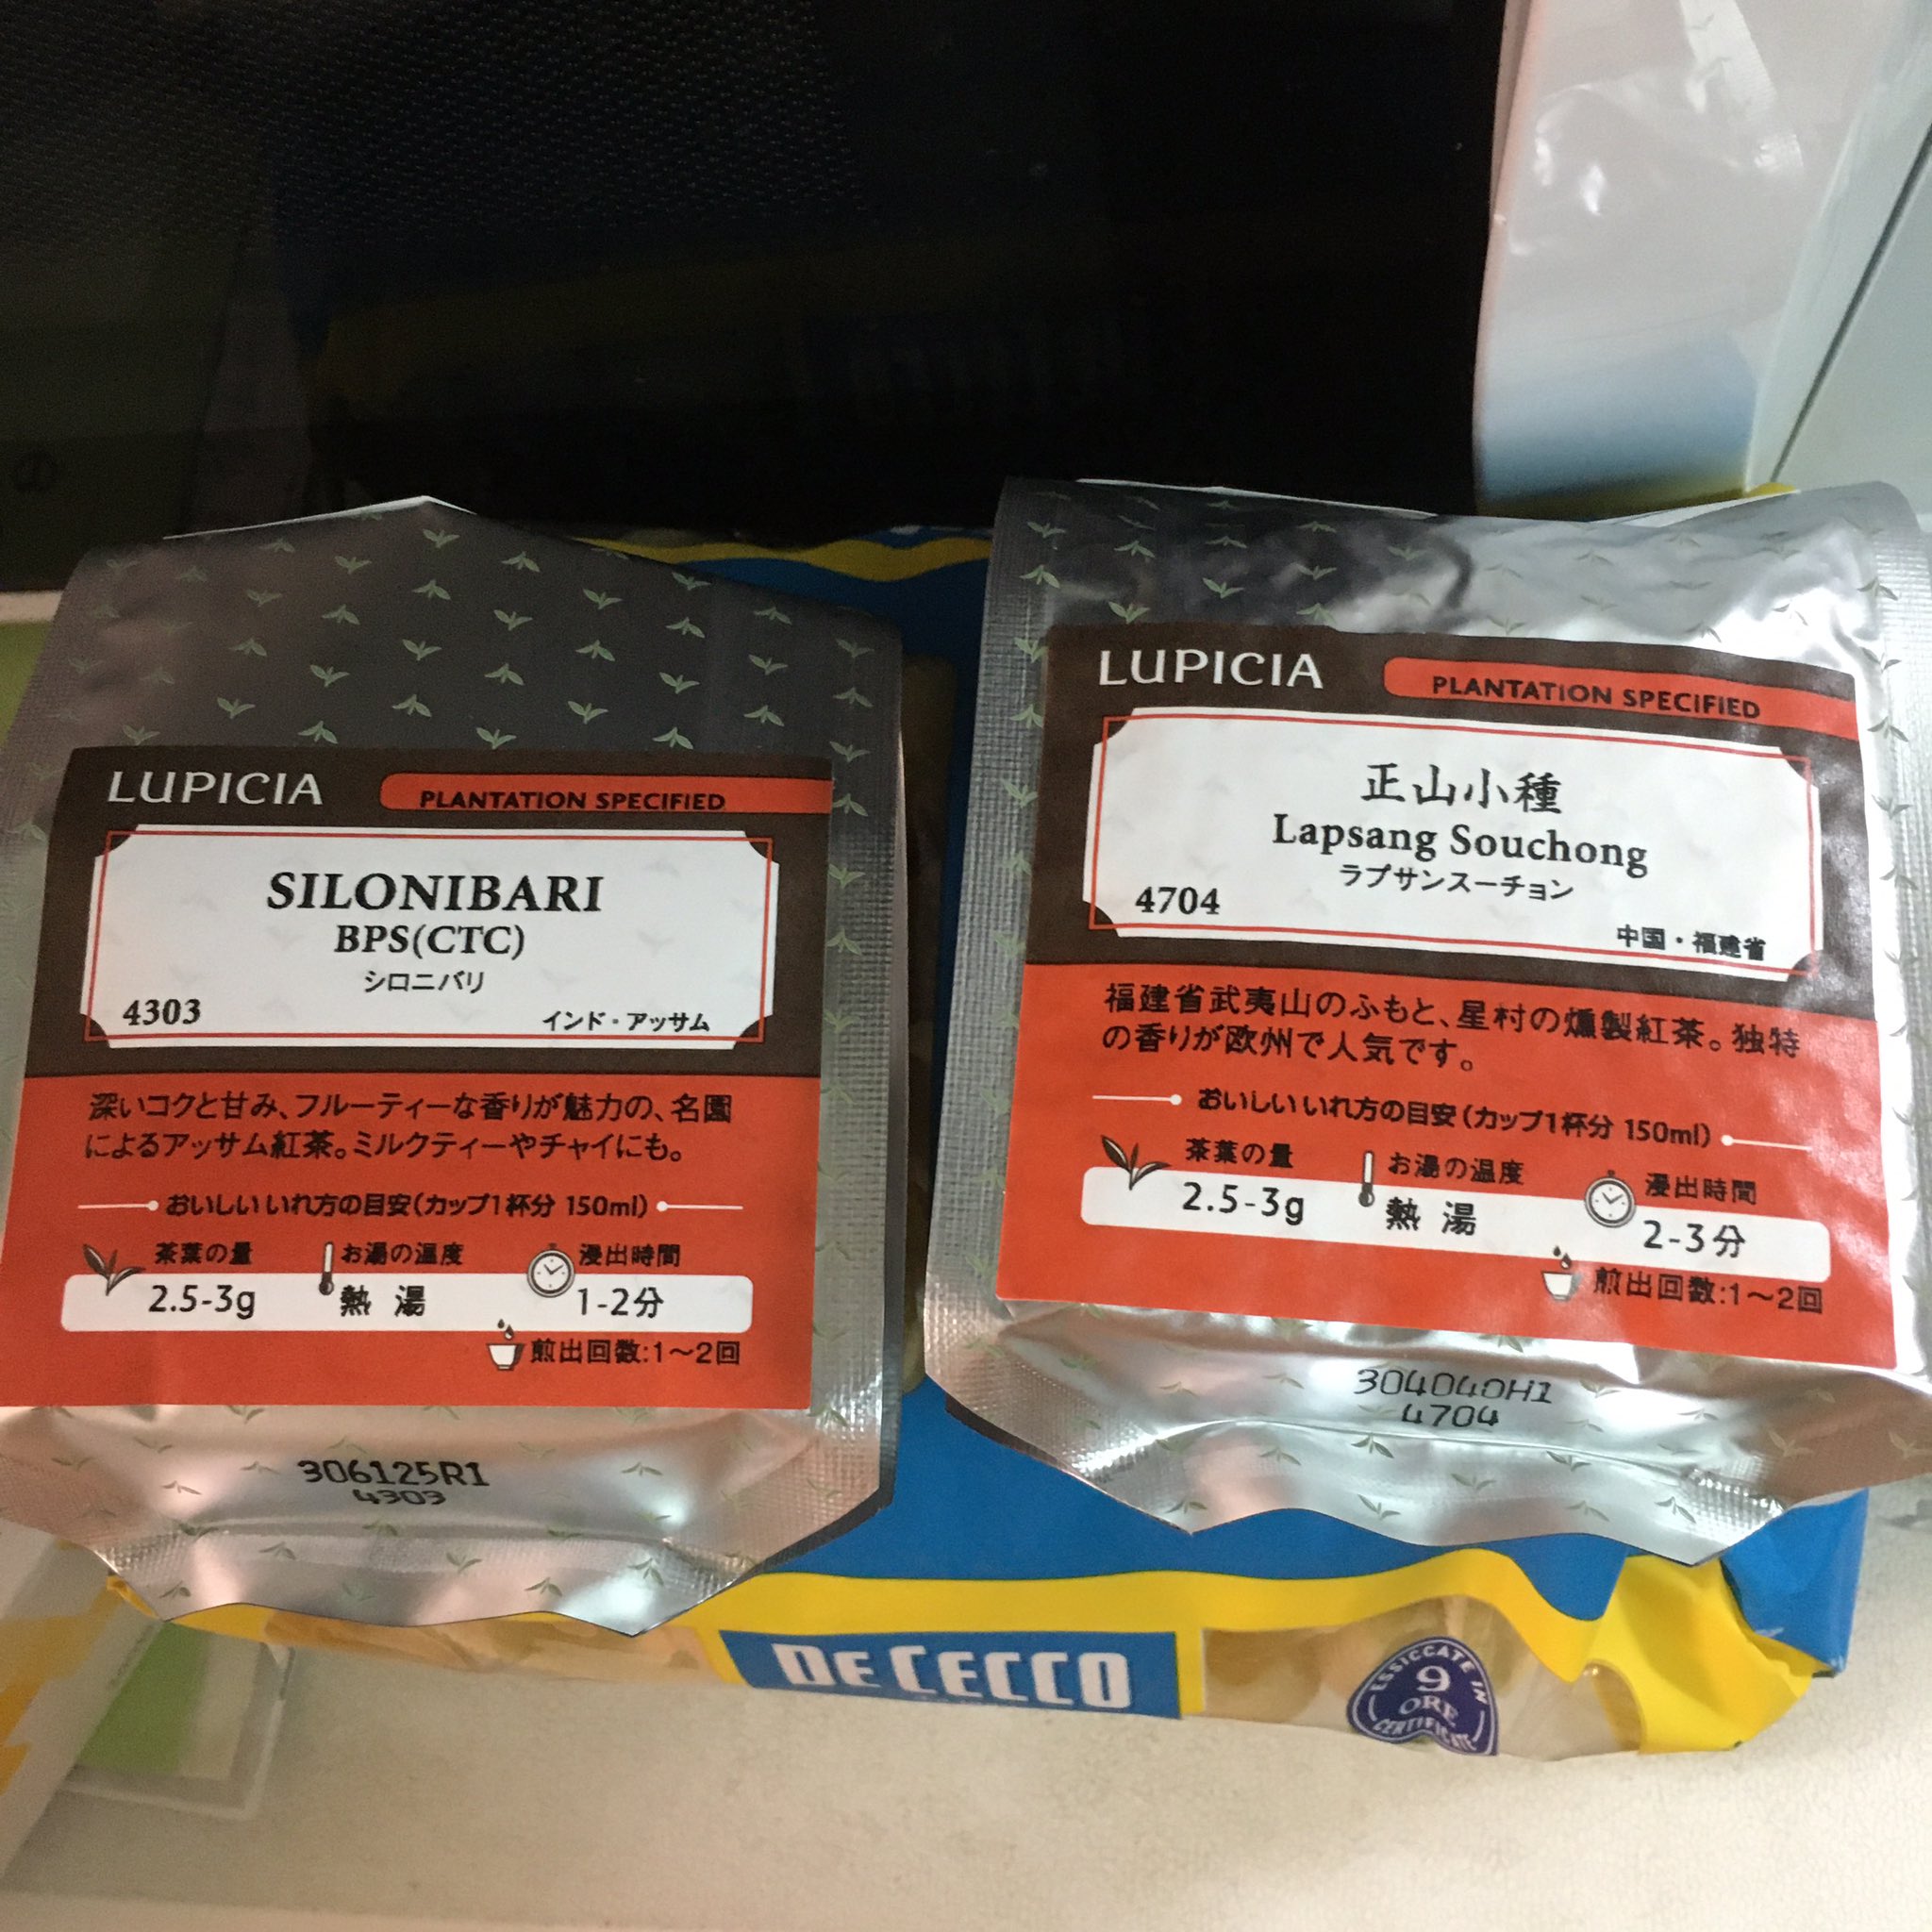 LUPICIA
PLANTATION SPECIFIED
SILONIBARI
BPS(CTC)
シロニバリ
4303
インド・アッサム
深いコクと甘み、フルーティーな香りが魅力の、名園
によるアッサム紅茶。ミルクティーやチャイにも。
おいしいいれ方の目安(カップ1杯分 150ml)
茶葉の量 お湯の温度 浸出時間
2.5-3g 熱 湯 1-2分
煎出回数:1〜2回
306125R1
4303
LUPICIA
PLANTATION SPECIFIED
正山小種
Lapsang Souchong
ラプサンスーチョン
4704
中国・福建省
福建省武夷山のふもと、星村の燻製紅茶。独特
の香りが欧州で人気です。
おいしいいれ方の目安(カップ1杯分 150ml)
茶葉の量 お湯の温度 浸出時間
2.5-3g 熱 湯 2-3分
煎出回数:1〜2回
304040H1
4704
DE CECCO
ESSICCATE IN
9
ORE
CERTIFICATE